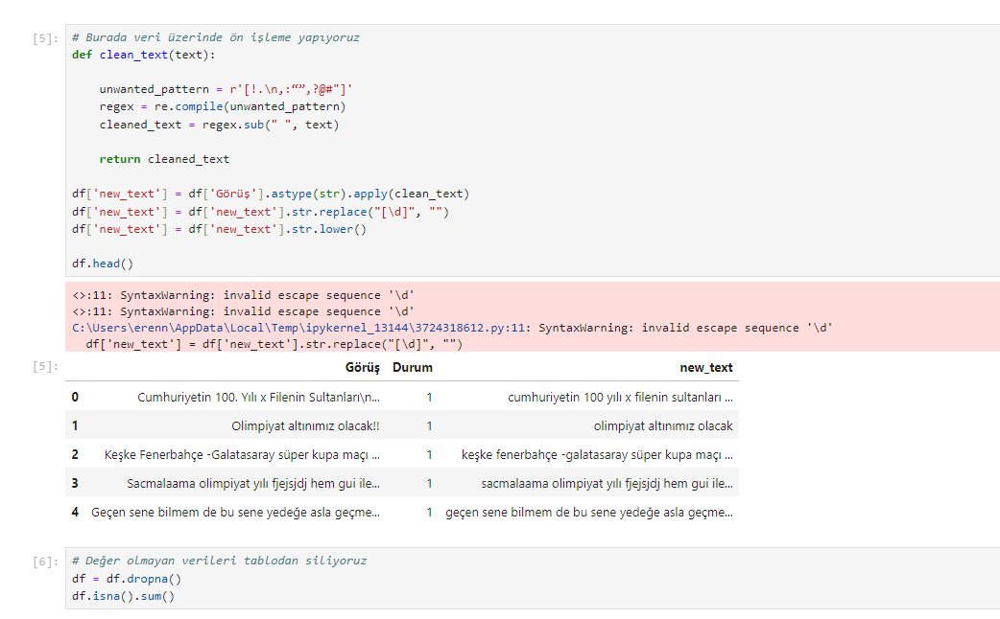 [5]: # Burada veri üzerinde ön işleme yapıyoruz
def clean_text(text):
unwanted_pattern = r'[!.\n,:“”,?@#"]'
regex = re.compile(unwanted_pattern)
cleaned_text = regex.sub(" ", text)
return cleaned_text
df['new_text'] = df['Görüş'].astype(str).apply(clean_text)
df['new_text'] = df['new_text'].str.replace("[\d]", "")
df['new_text'] = df['new_text'].str.lower()
df.head()
<>:11: SyntaxWarning: invalid escape sequence '\d'
<>:11: SyntaxWarning: invalid escape sequence '\d'
C:\Users\erenn\AppData\Local\Temp\ipykernel_13144\3724318612.py:11: SyntaxWarning: invalid escape sequence '\d'
df['new_text'] = df['new_text'].str.replace("[\d]", "")
[5]: Görüş Durum new_text
0 Cumhuriyetin 100. Yılı x Filenin Sultanları\n... 1 cumhuriyetin 100 yılı x filenin sultanları ...
1 Olimpiyat altınımız olacak!! 1 olimpiyat altınımız olacak
2 Keşke Fenerbahçe -Galatasaray süper kupa maçı ... 1 keşke fenerbahçe -galatasaray süper kupa maçı ...
3 Sacmalaama olimpiyat yılı fjejsjdj hem gui ile... 1 sacmalaama olimpiyat yılı fjejsjdj hem gui ile...
4 Geçen sene bilmem de bu sene yedeğe asla geçme... 1 geçen sene bilmem de bu sene yedeğe asla geçme...
[6]: # Değer olmayan verileri tablodan siliyoruz
df = df.dropna()
df.isna().sum()